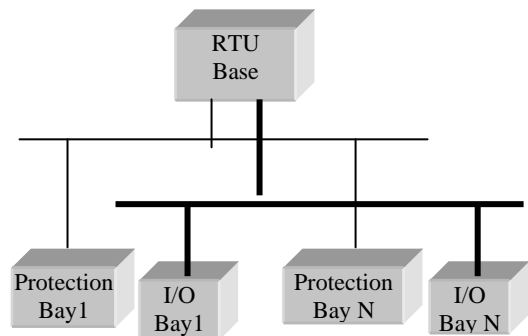 RTU
Base
Protection
Bay1
I/O
Bay1
Protection
Bay N
I/O
Bay N